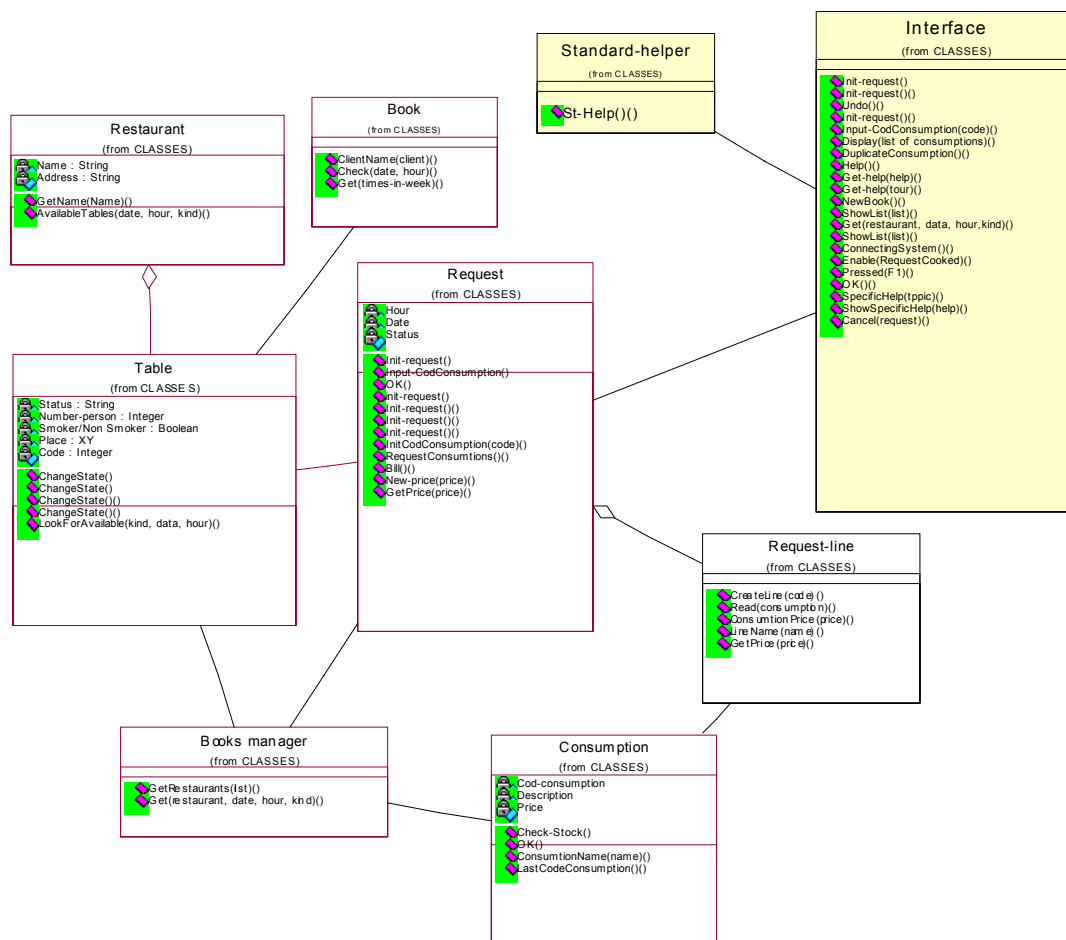 Interface
(from CLASSES)
Init-request()
Init-request()()
Undo()()
Init-request()()
Input-CodConsumption(code)()
Display(list of consumptions)()
DuplicateConsumption()()
Help()()
Get-help(help)()
Get-help(tour)()
NewBook()()
ShowList(list)()
Get(restaurant, data, hour,kind)()
ShowList(list)()
ConnectingSystem()()
Enable(RequestCooked)()
Pressed(F1)()
OK()()
SpecificHelp(tppic)()
ShowSpecificHelp(help)()
Cancel(request)()
Standard-helper
(from CLASSES)
St-Help()()
Book
(from CLASSES)
ClientName(client)()
Check(date, hour)()
Get(times-in-week)()
Restaurant
(from CLASSES)
Name : String
Address : String
GetName(Name)()
AvailableTables(date, hour, kind)()
Request
(from CLASSES)
Hour
Date
Status
Init-request()
Input-CodConsumption()
OK()
init-request()
Init-request()()
Init-request()()
Init-request()()
InitCodConsumption(code)()
RequestConsumtions()()
Bill()()
New-price(price)()
GetPrice(price)()
Table
(from CLASSES)
Status : String
Number-person : Integer
Smoker/Non Smoker : Boolean
Place : XY
Code : Integer
ChangeState()
ChangeState()
ChangeState()()
ChangeState()()
LookForAvailable(kind, data, hour)()
Request-line
(from CLASSES)
CreateLine(code)()
Read(consumption)()
ConsumtionPrice(price)()
LineName(name)()
GetPrice(price)()
Books manager
(from CLASSES)
GetRestaurants(list)()
Get(restaurant, date, hour, kind)()
Consumption
(from CLASSES)
Cod-consumption
Description
Price
Check-Stock()
OK()
ConsumtionName(name)()
LastCodeConsumption()()